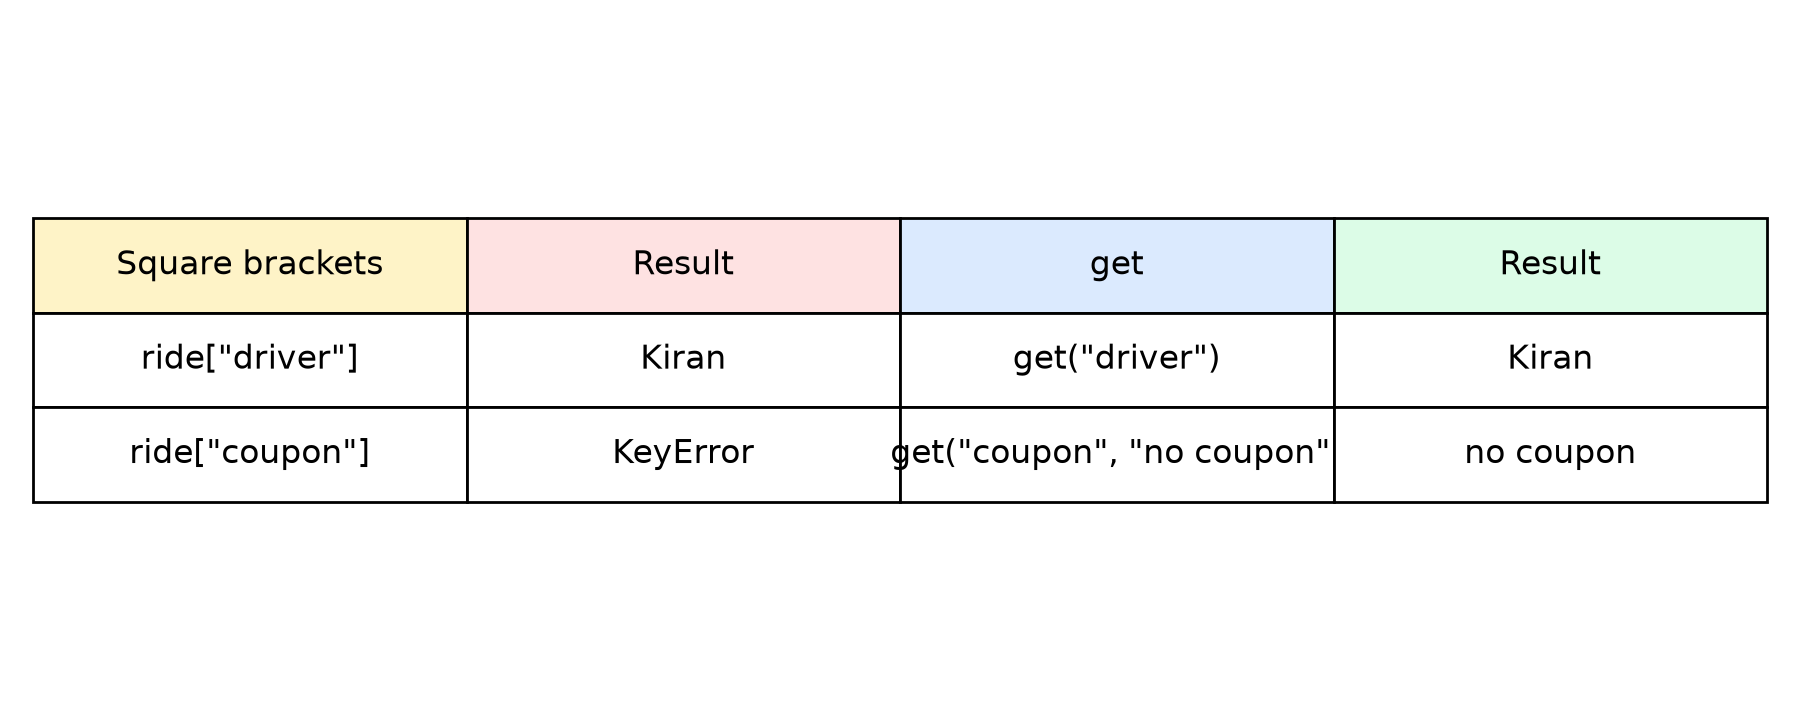 Square brackets Result get Result
ride["driver"] Kiran get("driver") Kiran
ride["coupon"] KeyError get("coupon", "no coupon" no coupon